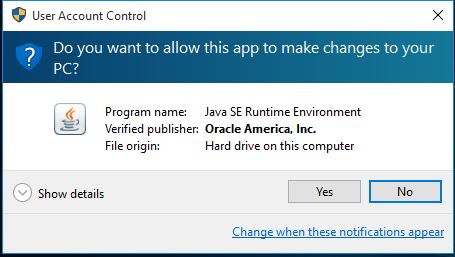 User Account Control
Do you want to allow this app to make changes to your
PC?
Program name: Java SE Runtime Environment
Verified publisher: Oracle America, Inc.
File origin: Hard drive on this computer
Show details
Yes No
Change when these notifications appear